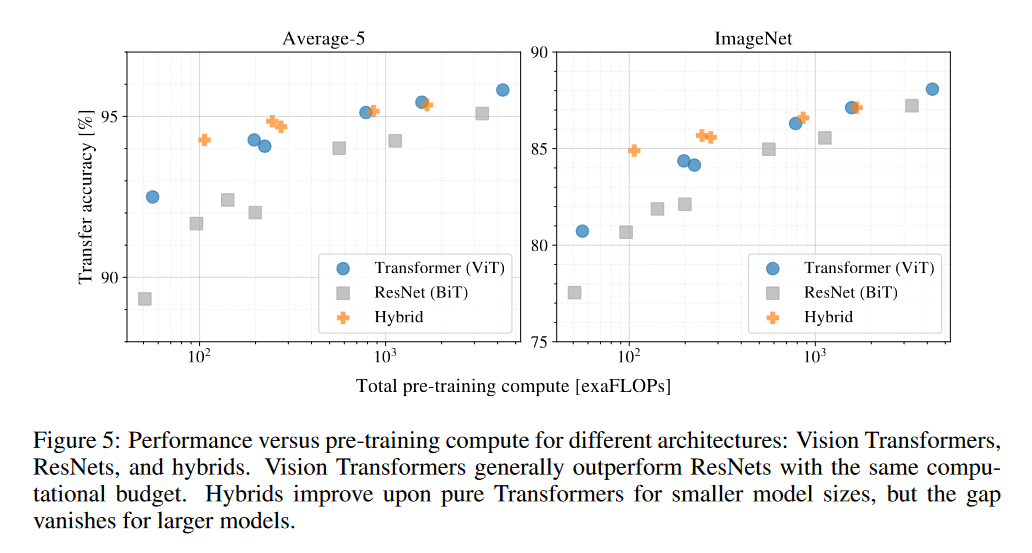 Average-5
ImageNet
Transfer accuracy [%]
95
90
10²
10³
Transformer (ViT)
ResNet (BiT)
Hybrid
90
85
80
75
10²
10³
Transformer (ViT)
ResNet (BiT)
Hybrid
Total pre-training compute [exaFLOPs]
Figure 5: Performance versus pre-training compute for different architectures: Vision Transformers,
ResNets, and hybrids. Vision Transformers generally outperform ResNets with the same compu-
tational budget. Hybrids improve upon pure Transformers for smaller model sizes, but the gap
vanishes for larger models.